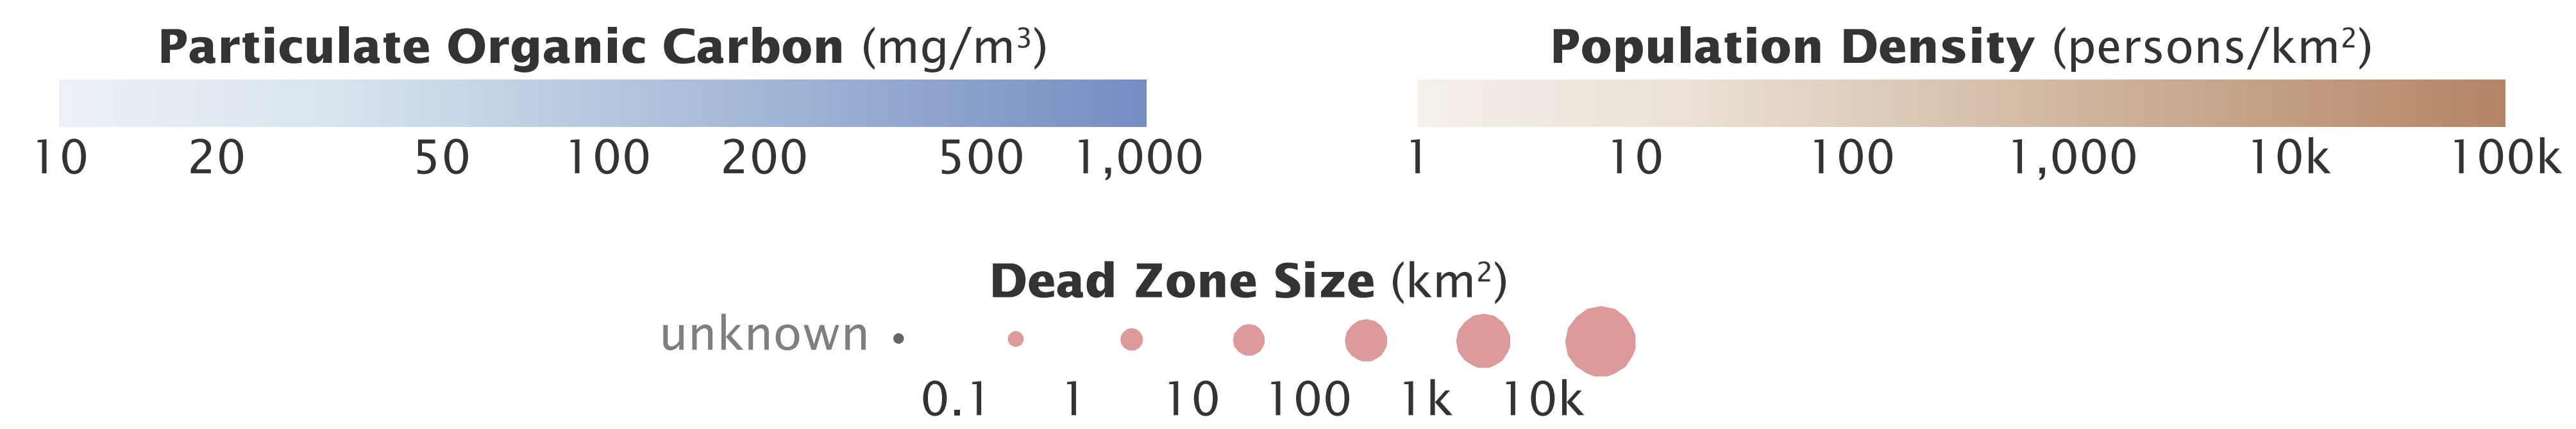 Particulate Organic Carbon (mg/m³)
10 20 50 100 200 500 1,000
Population Density (persons/km²)
1 10 100 1,000 10k 100k
Dead Zone Size (km²)
unknown
0.1 1 10 100 1k 10k